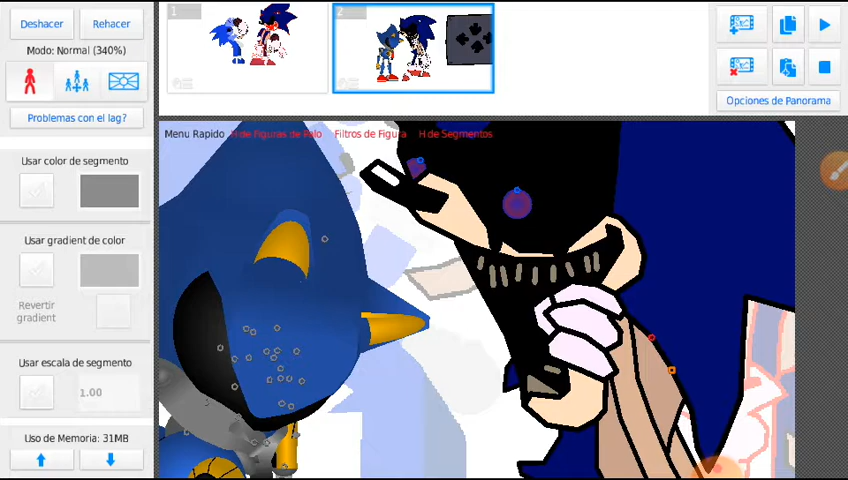 Deshacer
Rehacer
Modo: Normal (340%)
Problemas con el lag?
Usar color de segmento
Usar gradient de color
Revertir
gradient
Usar escala de segmento
1.00
Uso de Memoria: 31MB
1
2
Opciones de Panorama
Menu Rapido
H de Figuras de Palo
Filtros de Figura
H de Segmentos